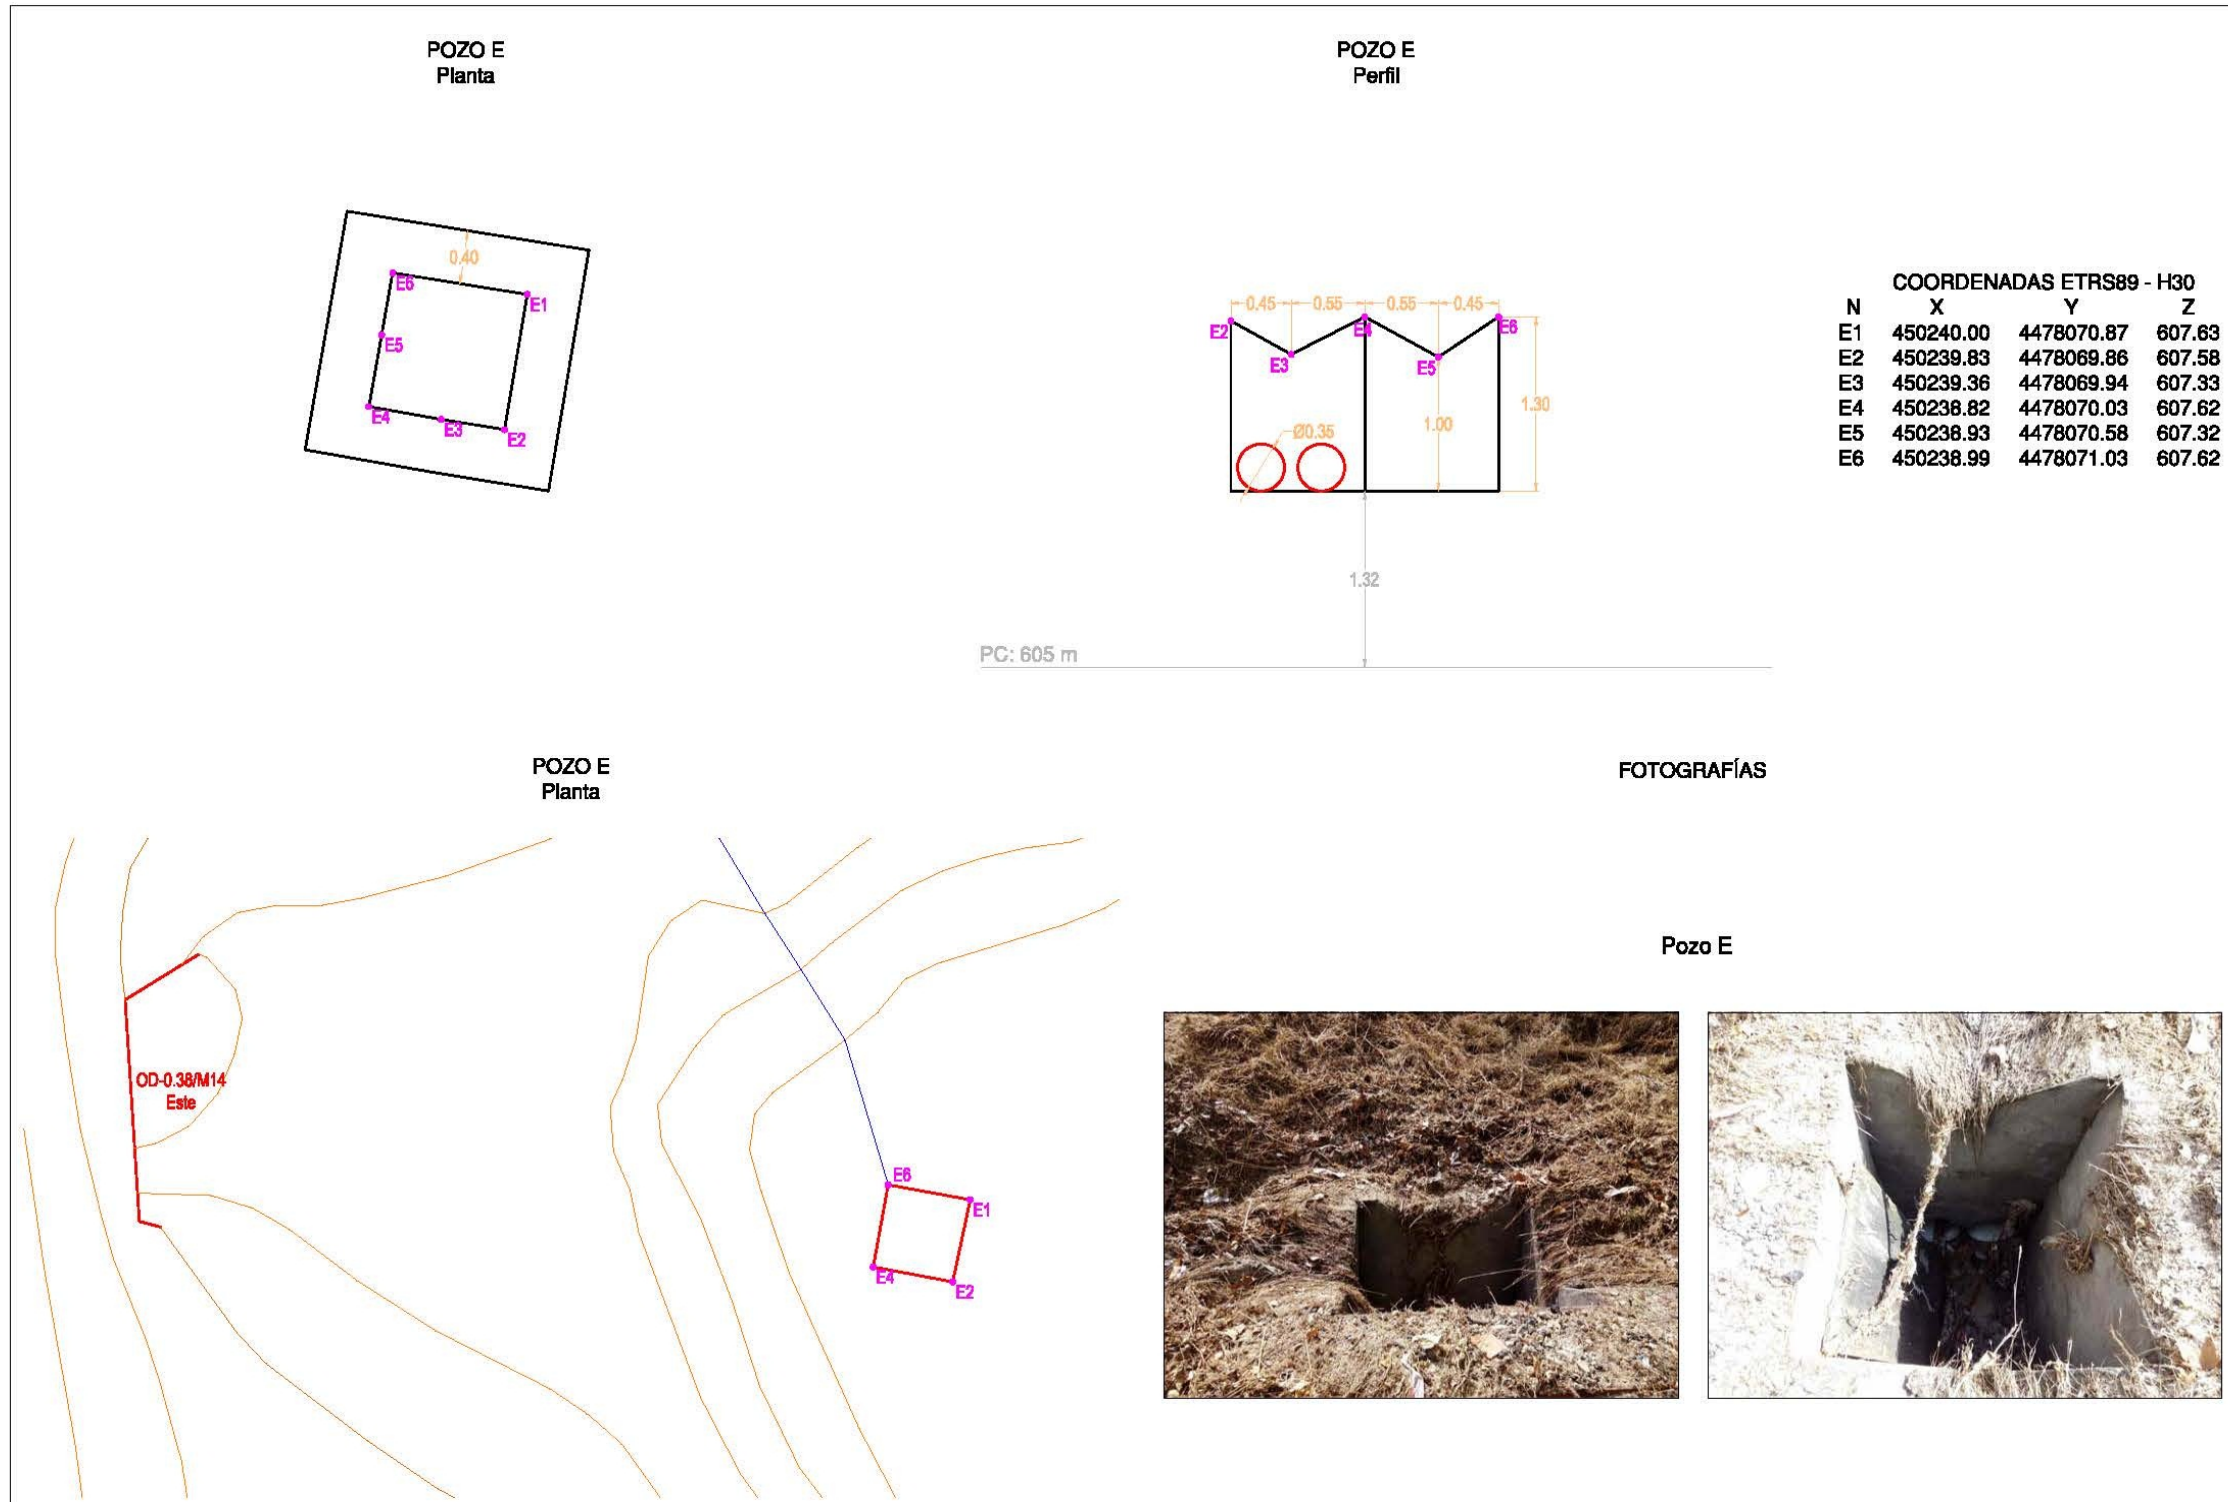 POZO E
Planta
0.40
E6
E1
E5
E4
E3
E2
POZO E
Perfil
0.45
0.55
0.55
0.45
E2
E4
E6
E3
E5
1.30
1.00
Ø0.35
1.32
PC: 605 m
COORDENADAS ETRS89 - H30
N X Y Z
E1 450240.00 4478070.87 607.63
E2 450239.83 4478069.86 607.58
E3 450239.36 4478069.94 607.33
E4 450238.82 4478070.03 607.62
E5 450238.93 4478070.58 607.32
E6 450238.99 4478071.03 607.62
POZO E
Planta
OD-0.38/M14
Este
E6
E1
E4
E2
FOTOGRAFÍAS
Pozo E